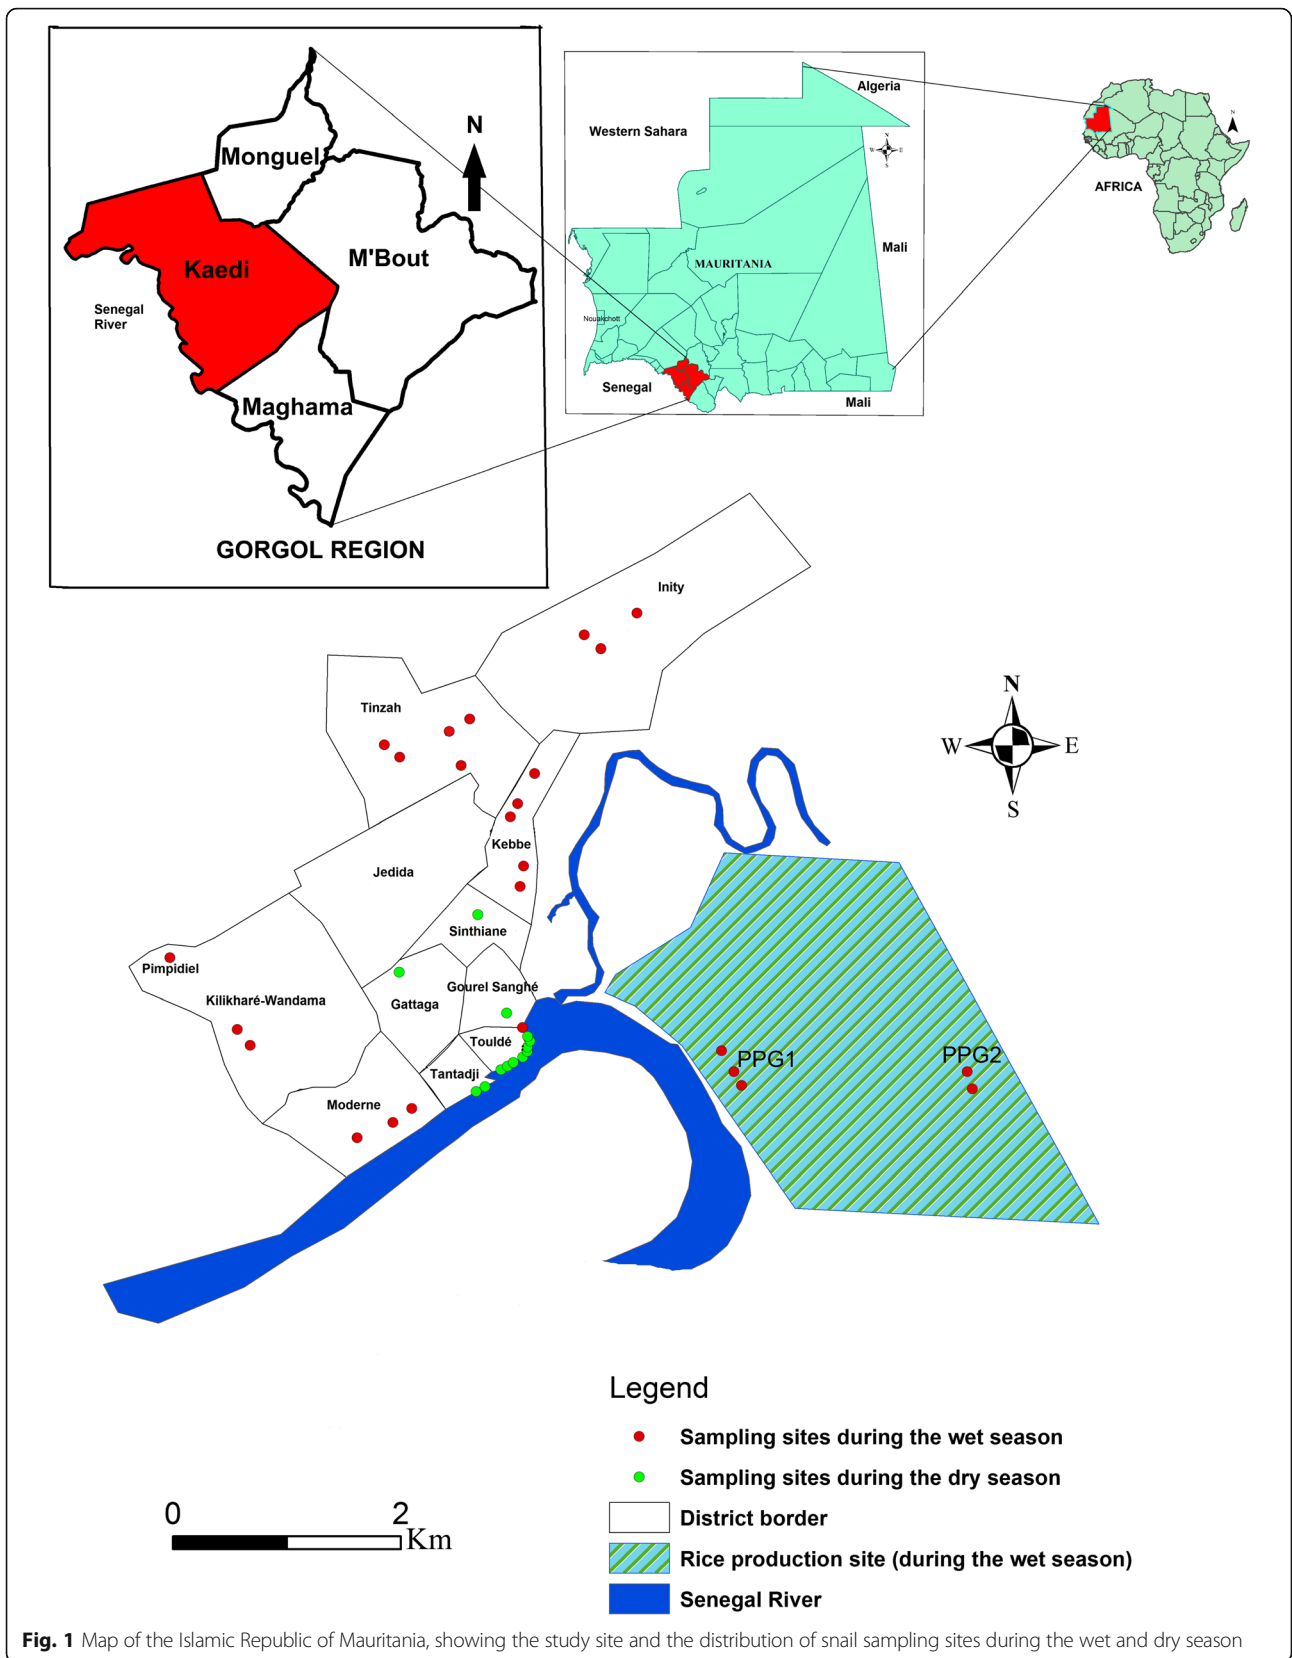 Monguel
N
Kaedi
M'Bout
Senegal
River
Maghama
GORGOL REGION
Algeria
Western Sahara
N
W
E
S
Mali
MAURITANIA
Nouakchott
Senegal
Mali
N
AFRICA
Inity
Tinzah
N
W
E
S
Kebbe
Jedida
Sinthiane
Pimpidiel
Kilikharé-Wandama
Gattaga
Gourel Sanghé
Touldé
Tantadji
Moderne
PPG1
PPG2
Legend
Sampling sites during the wet season
Sampling sites during the dry season
District border
Rice production site (during the wet season)
Senegal River
0
2
Km
Fig. 1 Map of the Islamic Republic of Mauritania, showing the study site and the distribution of snail sampling sites during the wet and dry season